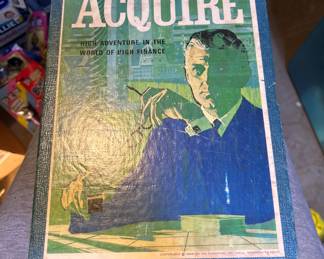 ACQUIRE
HIGH ADVENTURE IN THE
WORLD OF HIGH FINANCE